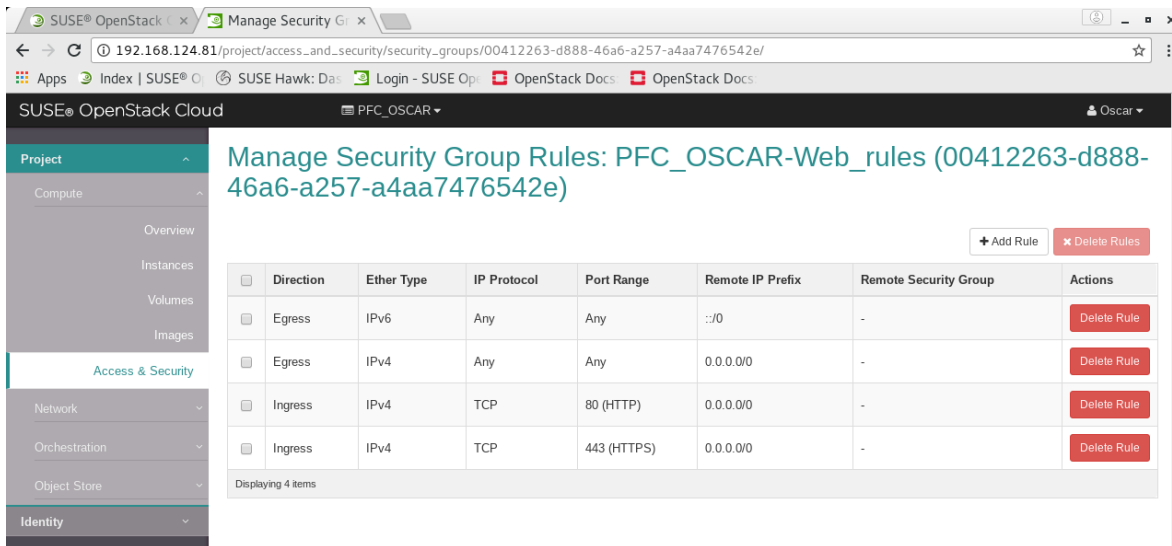 SUSE® OpenStack C
Manage Security Gr
192.168.124.81/project/access_and_security/security_groups/00412263-d888-46a6-a257-a4aa7476542e/
Apps Index | SUSE® O SUSE Hawk: Das Login - SUSE Ope OpenStack Docs: OpenStack Docs:
SUSE® OpenStack Cloud PFC_OSCAR Oscar
Project
Compute
Overview
Instances
Volumes
Images
Access & Security
Network
Orchestration
Object Store
Identity
Manage Security Group Rules: PFC_OSCAR-Web_rules (00412263-d888-
46a6-a257-a4aa7476542e)
+ Add Rule × Delete Rules
Direction Ether Type IP Protocol Port Range Remote IP Prefix Remote Security Group Actions
Egress IPv6 Any Any ::/0 - Delete Rule
Egress IPv4 Any Any 0.0.0.0/0 - Delete Rule
Ingress IPv4 TCP 80 (HTTP) 0.0.0.0/0 - Delete Rule
Ingress IPv4 TCP 443 (HTTPS) 0.0.0.0/0 - Delete Rule
Displaying 4 items